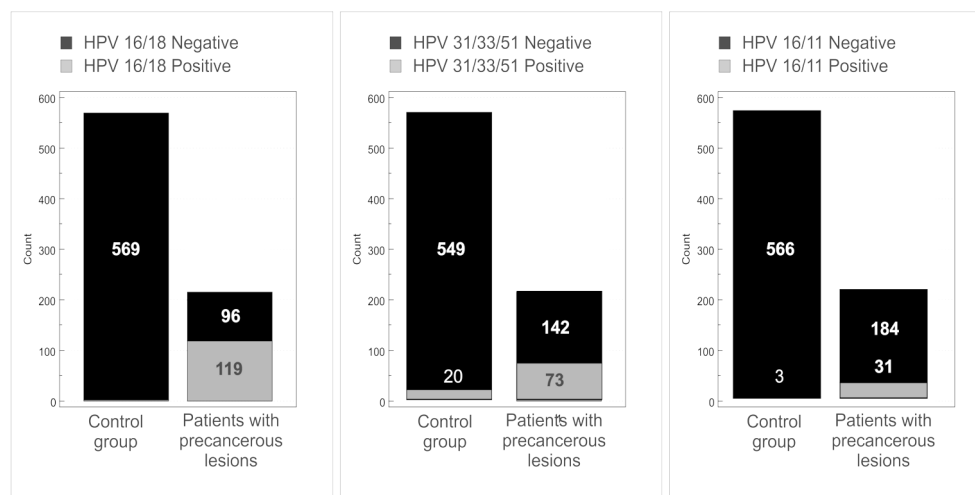 HPV 16/18 Negative
HPV 16/18 Positive
600
500
400
300
200
100
0
Count
569
96
119
Control
group
Patients with
precancerous
lesions
HPV 31/33/51 Negative
HPV 31/33/51 Positive
600
500
400
300
200
100
0
Count
549
20
142
73
Control
group
Patient's with
precancerous
lesions
HPV 16/11 Negative
HPV 16/11 Positive
600
500
400
300
200
100
0
Count
566
3
184
31
Control
group
Patients with
precancerous
lesions